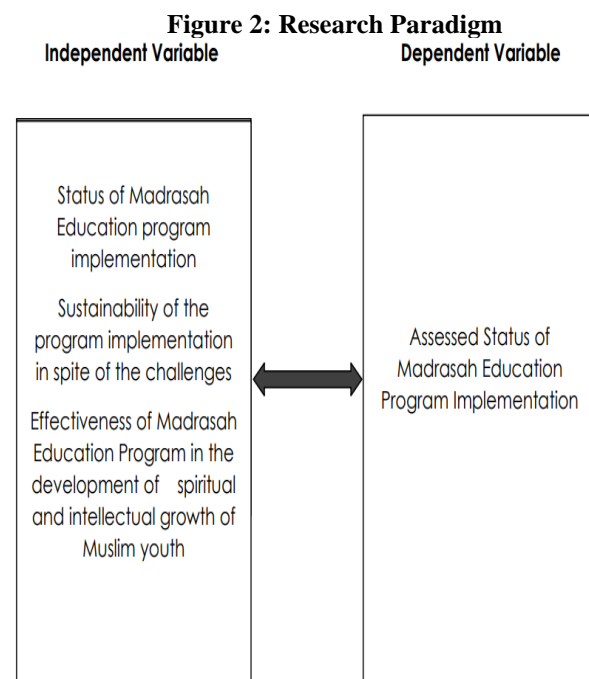 Figure 2: Research Paradigm
Independent Variable
Dependent Variable
Status of Madrasah
Education program
implementation
Sustainability of the
program implementation
in spite of the challenges
Effectiveness of Madrasah
Education Program in the
development of spiritual
and intellectual growth of
Muslim youth
Assessed Status of
Madrasah Education
Program Implementation